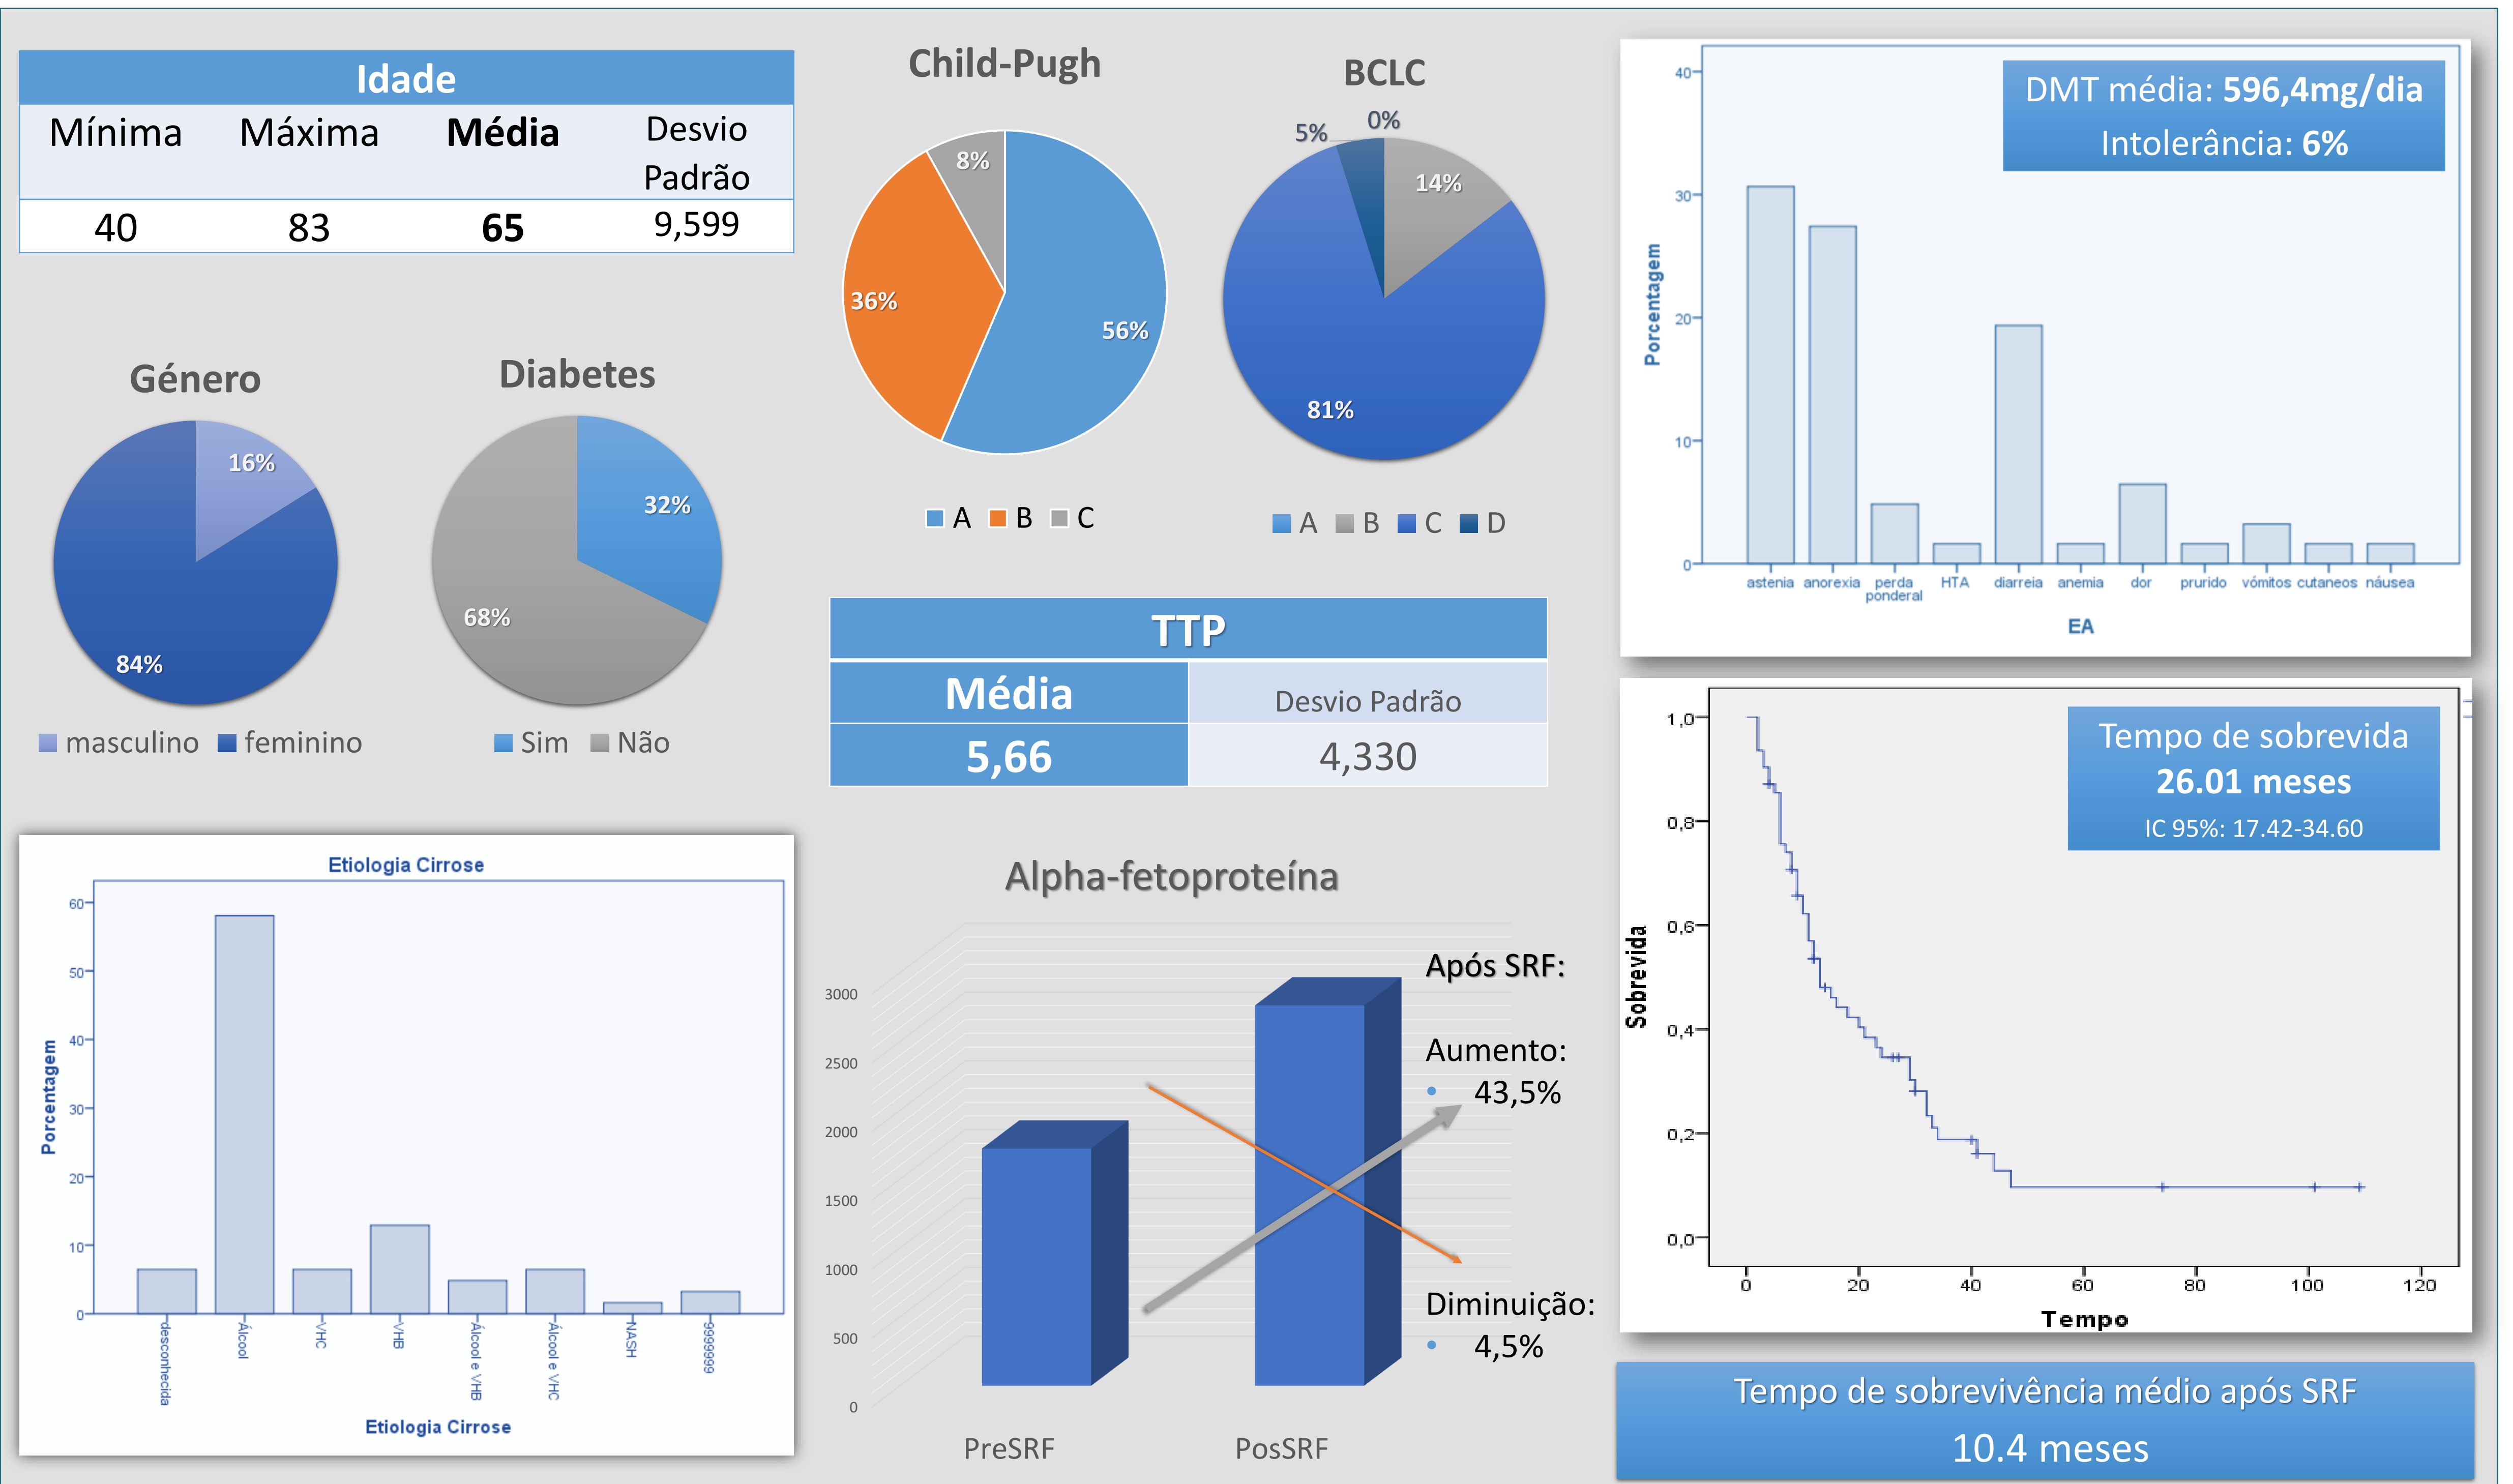 Idade
Mínima Máxima Média Desvio Padrão
40 83 65 9,599
Género
16%
84%
masculino feminino
Diabetes
32%
68%
Sim Não
Etiologia Cirrose
Porcentagem
60
50
40
30
20
10
0
desconhecida
Álcool
VHC
VHB
Álcool e VHB
Álcool e VHC
NASH
99999999
Etiologia Cirrose
Child-Pugh
8%
36%
56%
A B C
BCLC
0%
5%
14%
81%
A B C D
TTP
Média Desvio Padrão
5,66 4,330
Alpha-fetoproteína
3000
2500
2000
1500
1000
500
0
PreSRF PosSRF
Após SRF:
Aumento:
• 43,5%
Diminuição:
• 4,5%
DMT média: 596,4mg/dia
Intolerância: 6%
Porcentagem
40
30
20
10
0
astenia anorexia perda ponderal HTA diarreia anemia dor prurido vómitos cutaneos náusea
EA
Tempo de sobrevida
26.01 meses
IC 95%: 17.42-34.60
Sobrevida
1,0
0,8
0,6
0,4
0,2
0,0
0 20 40 60 80 100 120
Tempo
Tempo de sobrevivência médio após SRF
10.4 meses